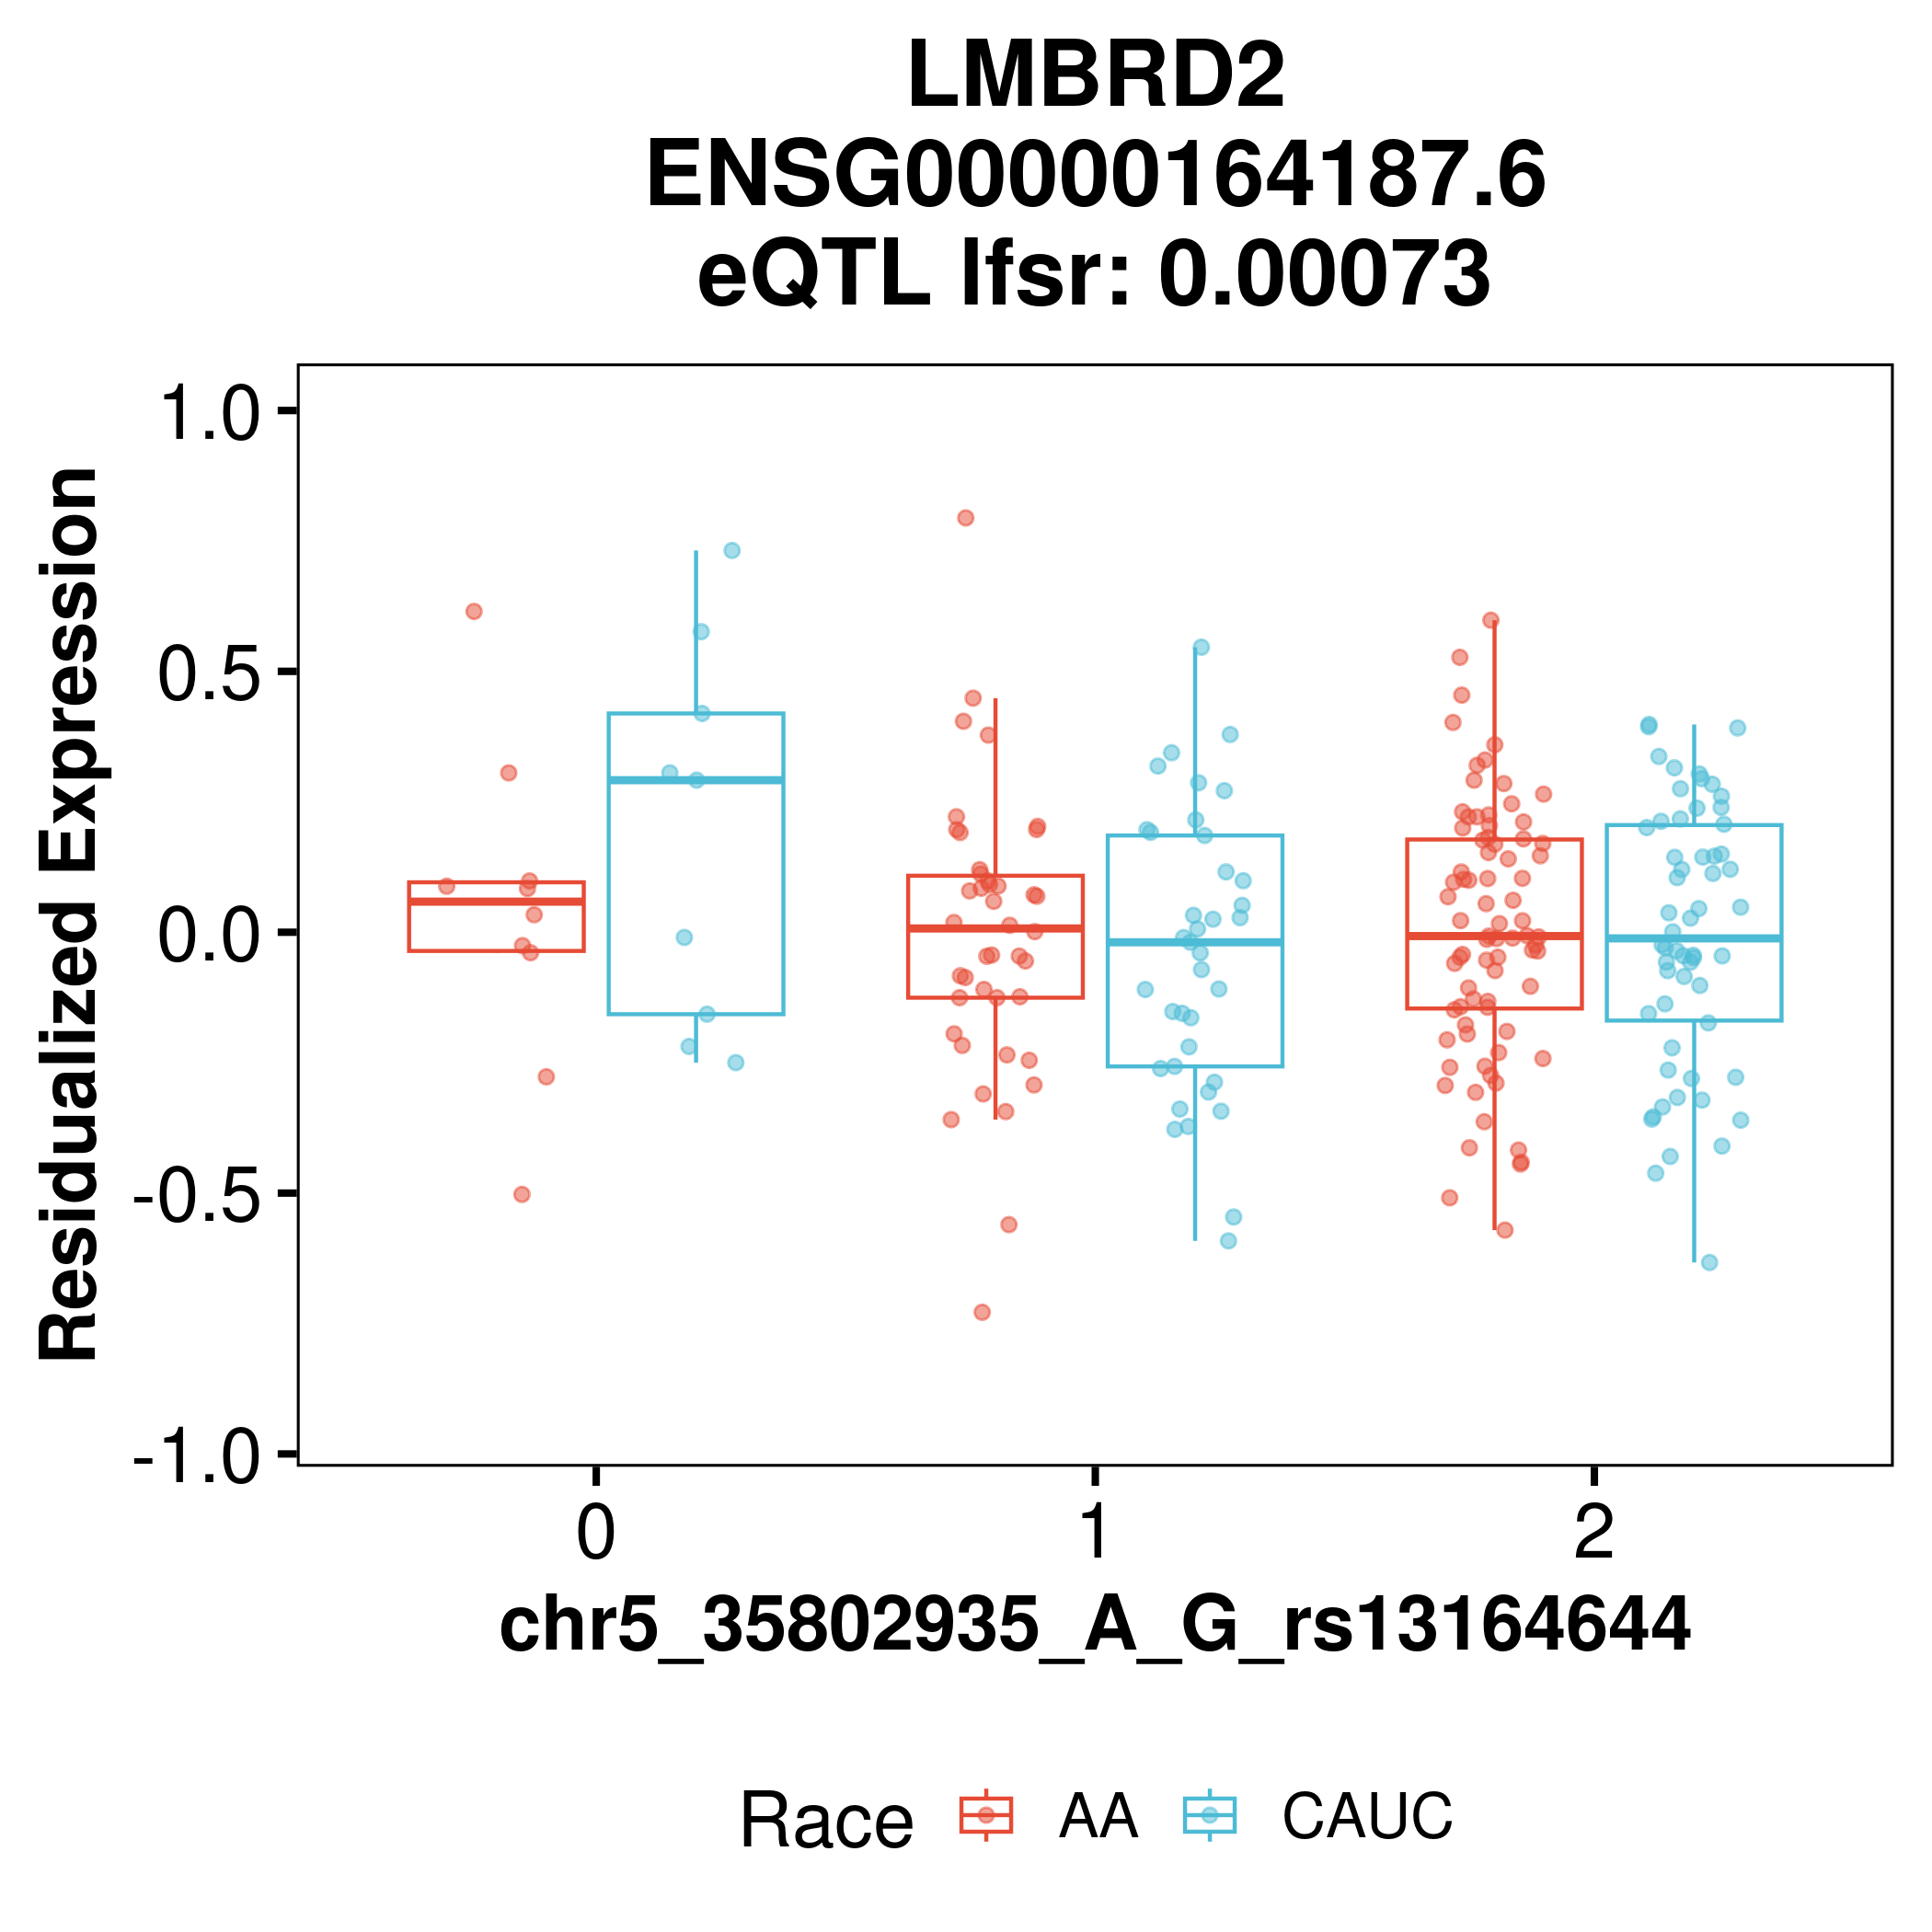 LMBRD2
ENSG00000164187.6
eQTL lfsr: 0.00073
Residualized Expression
1.0
0.5
0.0
-0.5
-1.0
0 1 2
chr5_35802935_A_G_rs13164644
Race AA CAUC